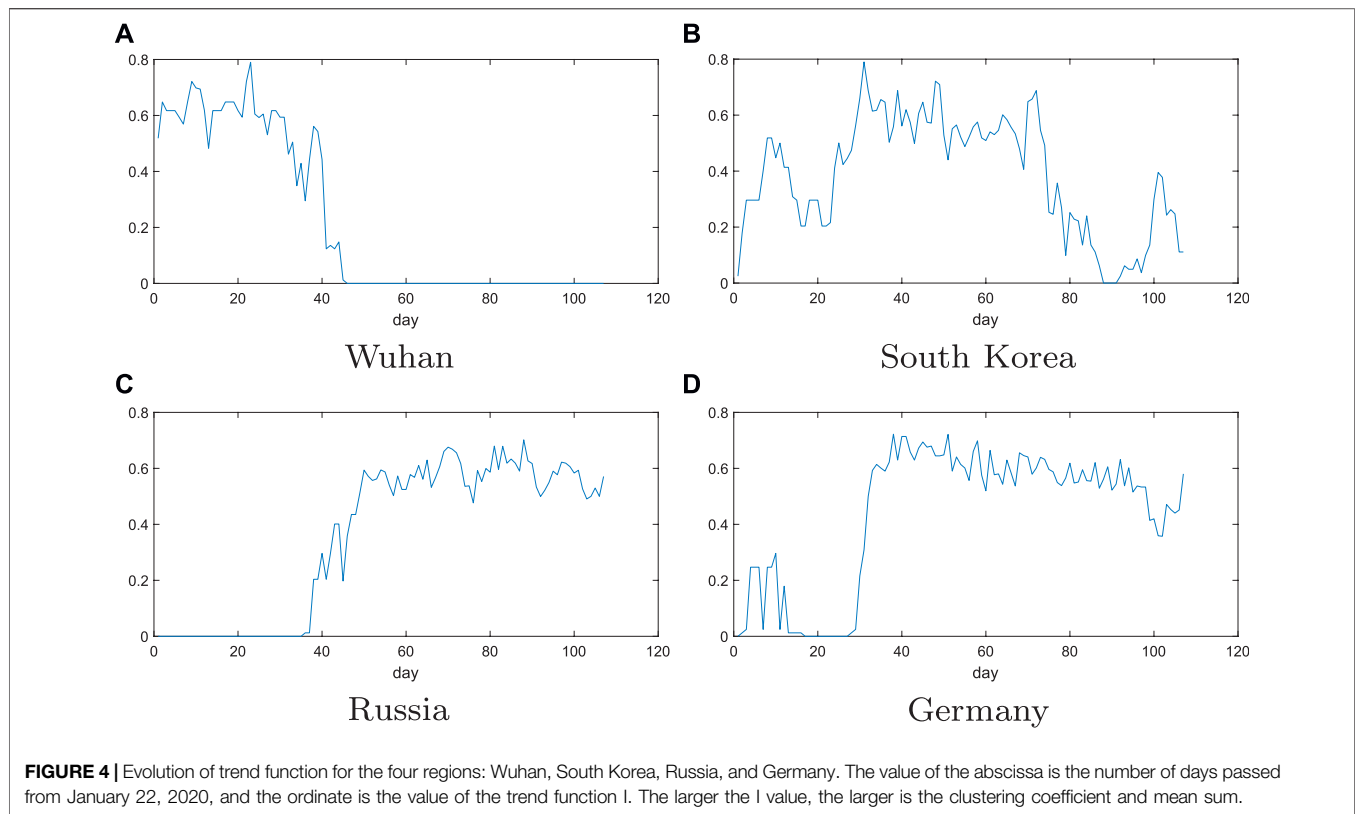 A
0.8
0.6
0.4
0.2
0
0 20 40 60 80 100 120
day
Wuhan
B
0.8
0.6
0.4
0.2
0
0 20 40 60 80 100 120
day
South Korea
C
0.8
0.6
0.4
0.2
0
0 20 40 60 80 100 120
day
Russia
D
0.8
0.6
0.4
0.2
0
0 20 40 60 80 100 120
day
Germany
FIGURE 4 | Evolution of trend function for the four regions: Wuhan, South Korea, Russia, and Germany. The value of the abscissa is the number of days passed
from January 22, 2020, and the ordinate is the value of the trend function I. The larger the I value, the larger is the clustering coefficient and mean sum.